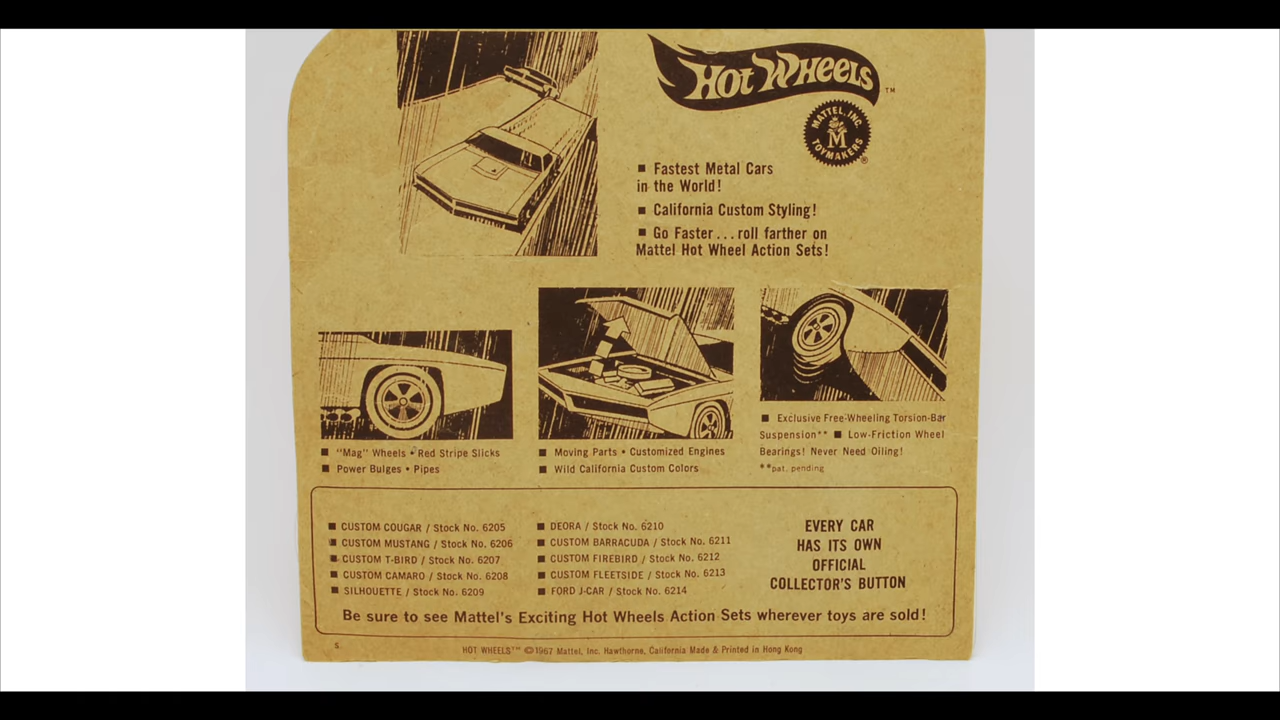 HOT WHEELS™
MATTEL, INC.
M
TOYMAKERS
®
■ Fastest Metal Cars
in the World!
■ California Custom Styling!
■ Go Faster...roll farther on
Mattel Hot Wheel Action Sets!
■ "Mag" Wheels • Red Stripe Slicks
■ Power Bulges • Pipes
■ Moving Parts • Customized Engines
■ Wild California Custom Colors
■ Exclusive Free-Wheeling Torsion-Bar
Suspension** ■ Low-Friction Wheel
Bearings! Never Need Oiling!
**pat. pending
■ CUSTOM COUGAR / Stock No. 6205
■ CUSTOM MUSTANG / Stock No. 6206
■ CUSTOM T-BIRD / Stock No. 6207
■ CUSTOM CAMARO / Stock No. 6208
■ SILHOUETTE / Stock No. 6209
■ DEORA / Stock No. 6210
■ CUSTOM BARRACUDA / Stock No. 6211
■ CUSTOM FIREBIRD / Stock No. 6212
■ CUSTOM FLEETSIDE / Stock No. 6213
■ FORD J-CAR / Stock No. 6214
EVERY CAR
HAS ITS OWN
OFFICIAL
COLLECTOR'S BUTTON
Be sure to see Mattel's Exciting Hot Wheels Action Sets wherever toys are sold!
S
HOT WHEELS™ ©1967 Mattel, Inc. Hawthorne, California Made & Printed in Hong Kong